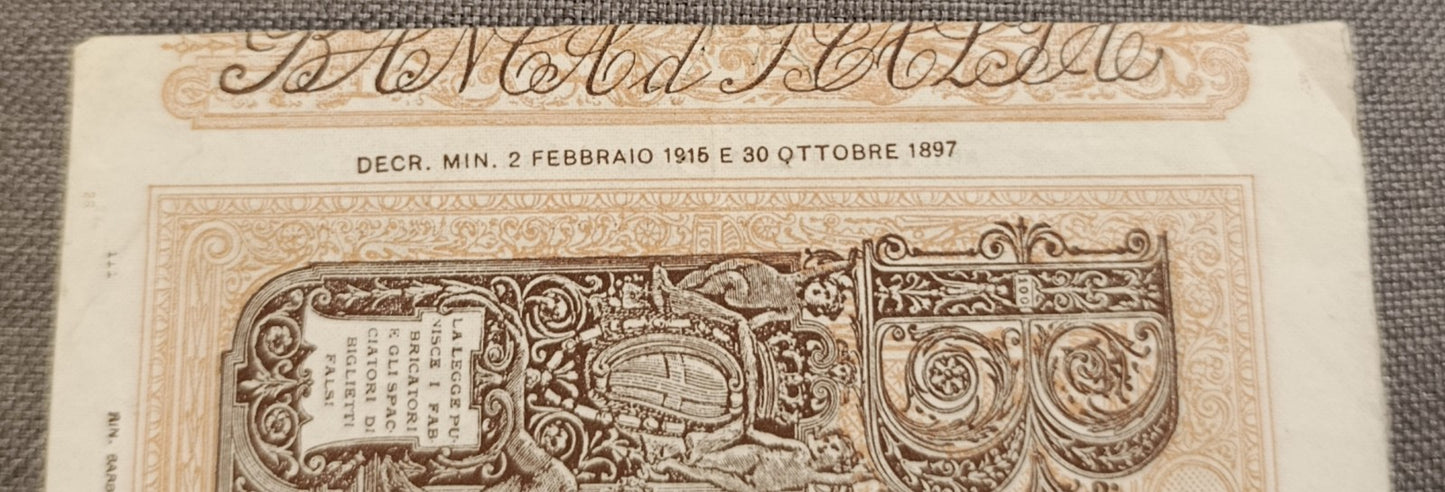 BANCA d ITALIA
DECR. MIN. 2 FEBBRAIO 1915 E 30 OTTOBRE 1897
LA LEGGE PU-
NISCE I FAB-
BRICATORI
E GLI SPAC-
CIATORI DI
BIGLIETTI
FALSI
100